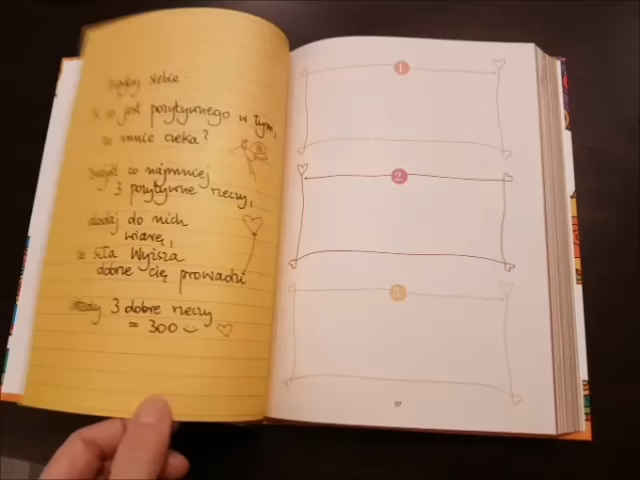 siebie
co jest pozytywnego w tym,
co mnie czeka?
znajdź co najmniej
3 pozytywne rzeczy,
dodaj do nich
wiarę,
że siła Wyższa
dobrze cię prowadzi
wtedy 3 dobre rzeczy
= 300
1
2
3